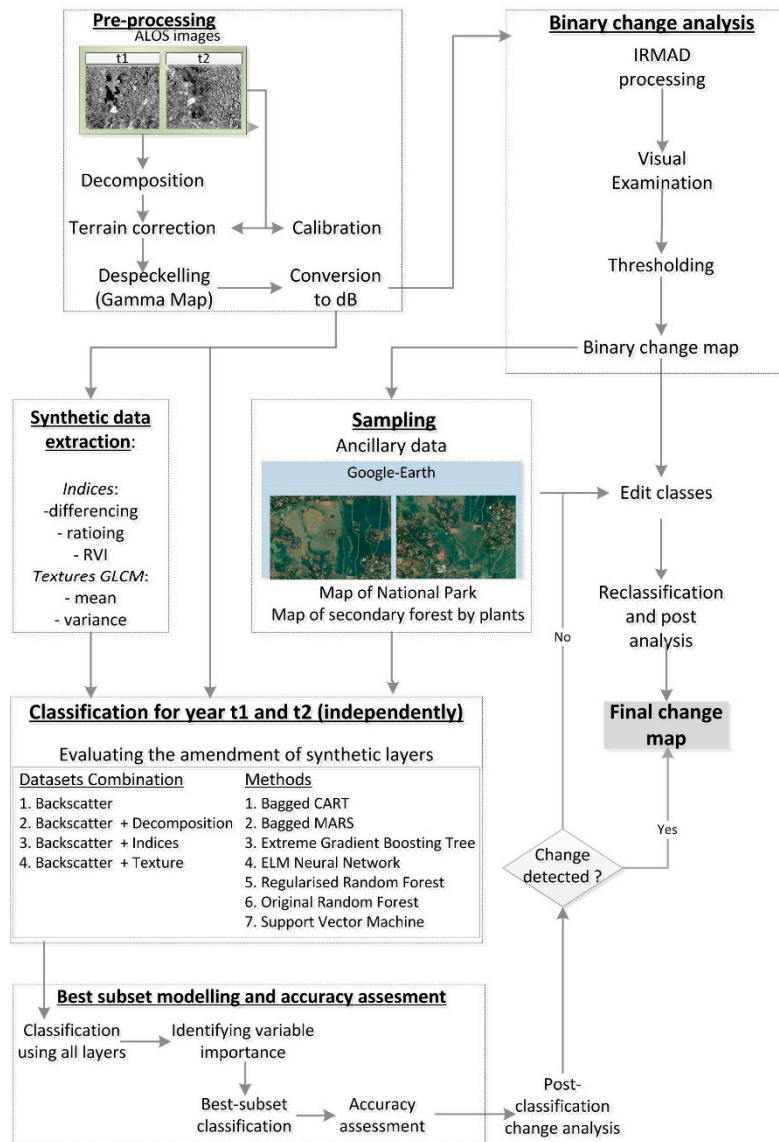 Pre-processing
ALOS images
t1
t2
Decomposition
Terrain correction
Calibration
Despeckelling
(Gamma Map)
Conversion
to dB
Binary change analysis
IRMAD
processing
Visual
Examination
Thresholding
Binary change map
Synthetic data
extraction:
Indices:
-differencing
- ratioing
- RVI
Textures GLCM:
- mean
- variance
Sampling
Ancillary data
Google-Earth
Map of National Park
Map of secondary forest by plants
Edit classes
Reclassification
and post
analysis
No
Final change
map
Classification for year t1 and t2 (independently)
Evaluating the amendment of synthetic layers
Datasets Combination
1. Backscatter
2. Backscatter + Decomposition
3. Backscatter + Indices
4. Backscatter + Texture
Methods
1. Bagged CART
2. Bagged MARS
3. Extreme Gradient Boosting Tree
4. ELM Neural Network
5. Regularised Random Forest
6. Original Random Forest
7. Support Vector Machine
Yes
Change
detected ?
Best subset modelling and accuracy assesment
Classification
using all layers
Identifying variable
importance
Best-subset
classification
Accuracy
assessment
Post-
classification
change analysis